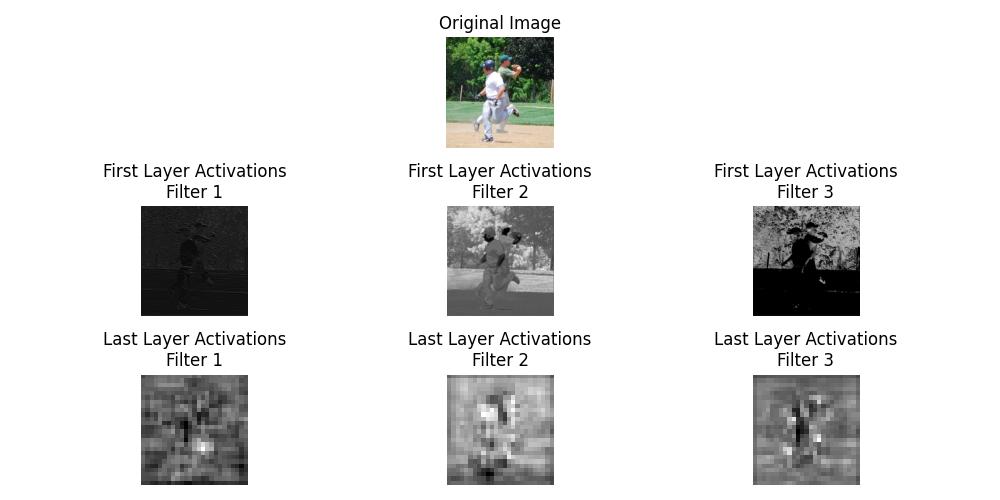 Original Image
First Layer Activations
Filter 1
First Layer Activations
Filter 2
First Layer Activations
Filter 3
Last Layer Activations
Filter 1
Last Layer Activations
Filter 2
Last Layer Activations
Filter 3